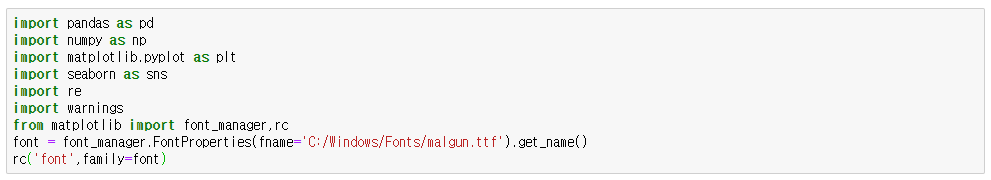 import pandas as pd
import numpy as np
import matplotlib.pyplot as plt
import seaborn as sns
import re
import warnings
from matplotlib import font_manager,rc
font = font_manager.FontProperties(fname='C:/Windows/Fonts/malgun.ttf').get_name()
rc('font',family=font)